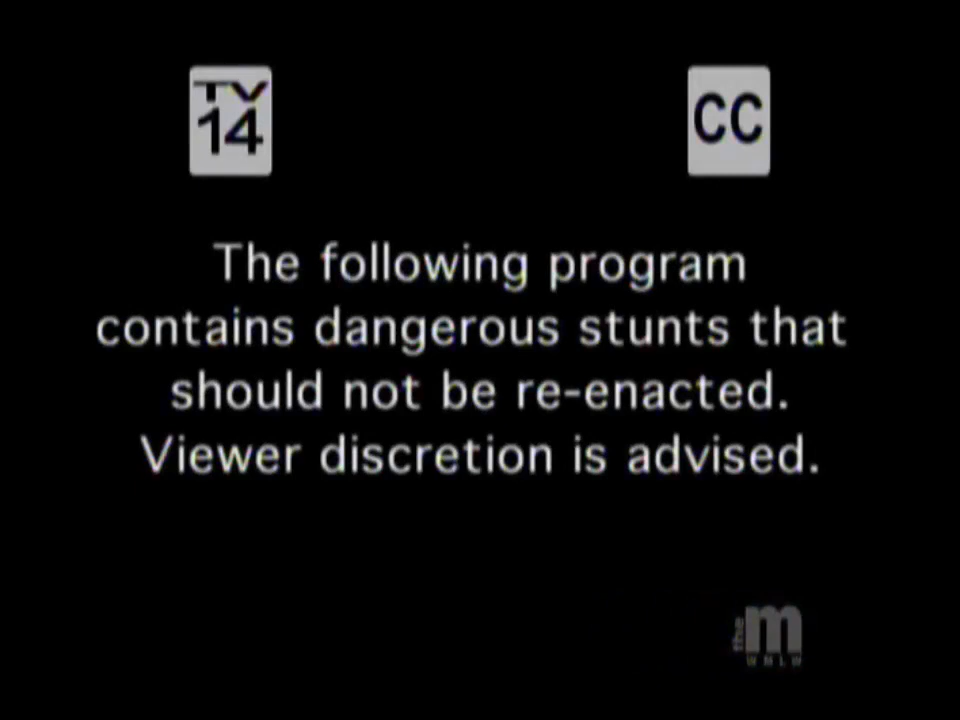 TV
14
CC
The following program
contains dangerous stunts that
should not be re-enacted.
Viewer discretion is advised.
the m